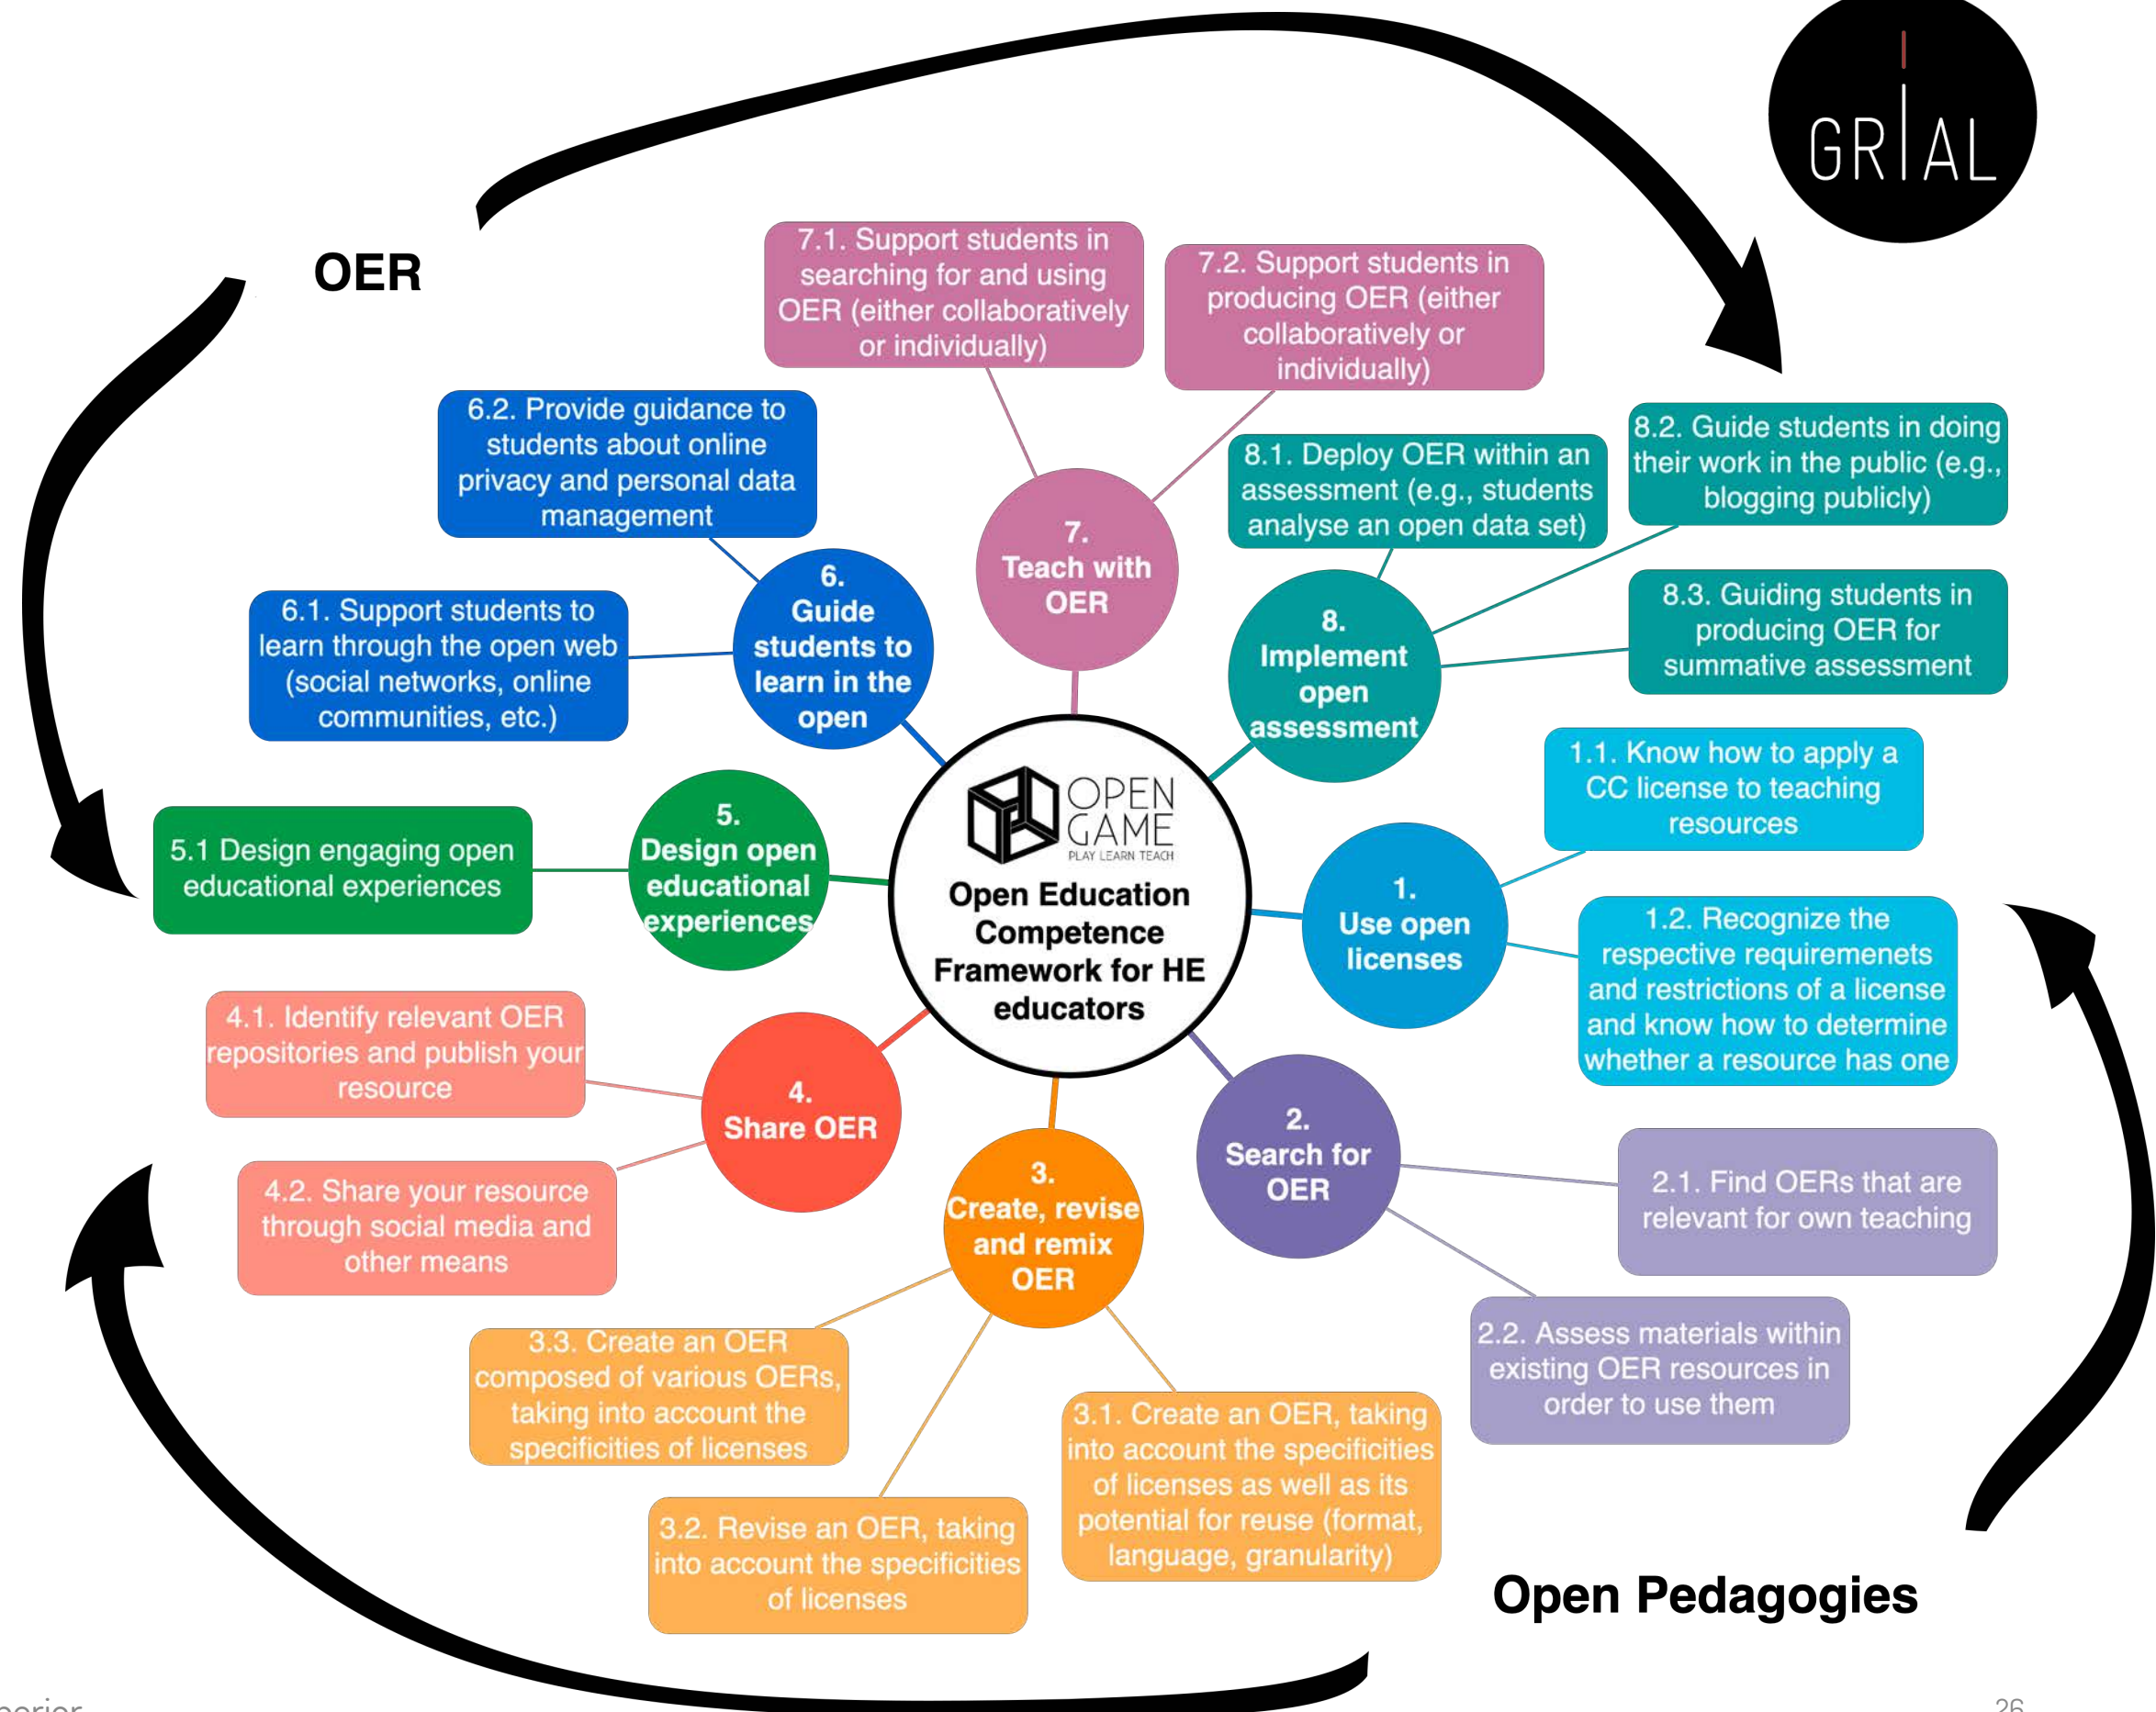 GRIAL
OER
7.1. Support students in
searching for and using
OER (either collaboratively
or individually)
7.2. Support students in
producing OER (either
collaboratively or
individually)
6.2. Provide guidance to
students about online
privacy and personal data
management
8.1. Deploy OER within an
assessment (e.g., students
analyse an open data set)
8.2. Guide students in doing
their work in the public (e.g.,
blogging publicly)
7.
Teach with
OER
6.
Guide
students to
learn in the
open
6.1. Support students to
learn through the open web
(social networks, online
communities, etc.)
8.
Implement
open
assessment
8.3. Guiding students in
producing OER for
summative assessment
1.1. Know how to apply a
CC license to teaching
resources
5.1 Design engaging open
educational experiences
5.
Design open
educational
experiences
OPEN
GAME
PLAY LEARN TEACH
Open Education
Competence
Framework for HE
educators
1.
Use open
licenses
1.2. Recognize the
respective requiremenets
and restrictions of a license
and know how to determine
whether a resource has one
4.1. Identify relevant OER
repositories and publish your
resource
4.
Share OER
2.
Search for
OER
4.2. Share your resource
through social media and
other means
3.
Create, revise
and remix
OER
2.1. Find OERs that are
relevant for own teaching
2.2. Assess materials within
existing OER resources in
order to use them
3.3. Create an OER
composed of various OERs,
taking into account the
specificities of licenses
3.1. Create an OER, taking
into account the specificities
of licenses as well as its
potential for reuse (format,
language, granularity)
3.2. Revise an OER, taking
into account the specificities
of licenses
Open Pedagogies
26